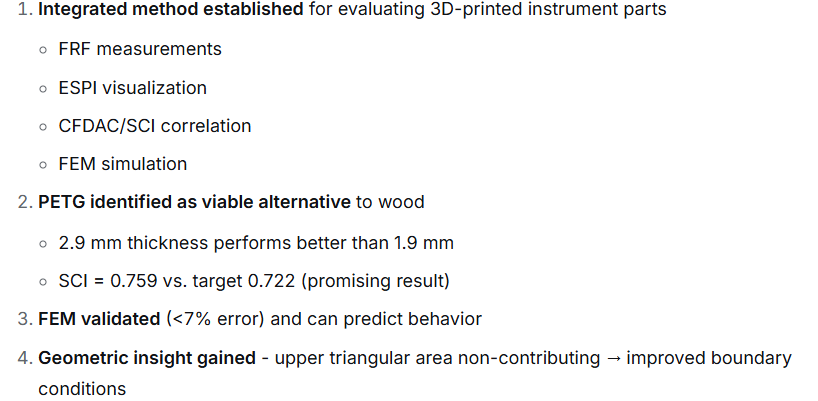 1. Integrated method established for evaluating 3D-printed instrument parts
◦ FRF measurements
◦ ESPI visualization
◦ CFDAC/SCI correlation
◦ FEM simulation
2. PETG identified as viable alternative to wood
◦ 2.9 mm thickness performs better than 1.9 mm
◦ SCI = 0.759 vs. target 0.722 (promising result)
3. FEM validated (<7% error) and can predict behavior
4. Geometric insight gained - upper triangular area non-contributing → improved boundary
conditions